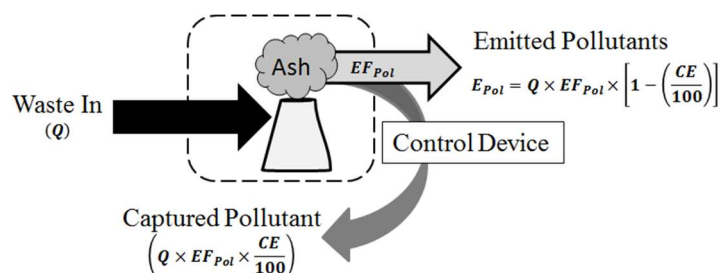 Emitted Pollutants
Ash
EF_Pol
E_Pol = Q × EF_Pol × [1 − (CE/100)]
Waste In
(Q)
Control Device
Captured Pollutant
(Q × EF_Pol × CE/100)